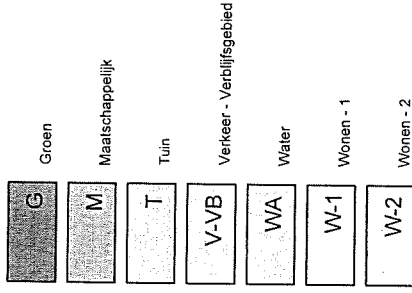 G Groen
M Maatschappelijk
T Tuin
V-VB Verkeer - Verblijfsgebied
WA Water
W-1 Wonen - 1
W-2 Wonen - 2